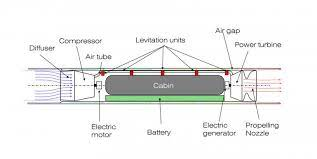 Levitation units
Air gap
Compressor
Power turbine
Diffuser
Air tube
Cabin
Electric
motor
Battery
Electric
generator
Propelling
Nozzle